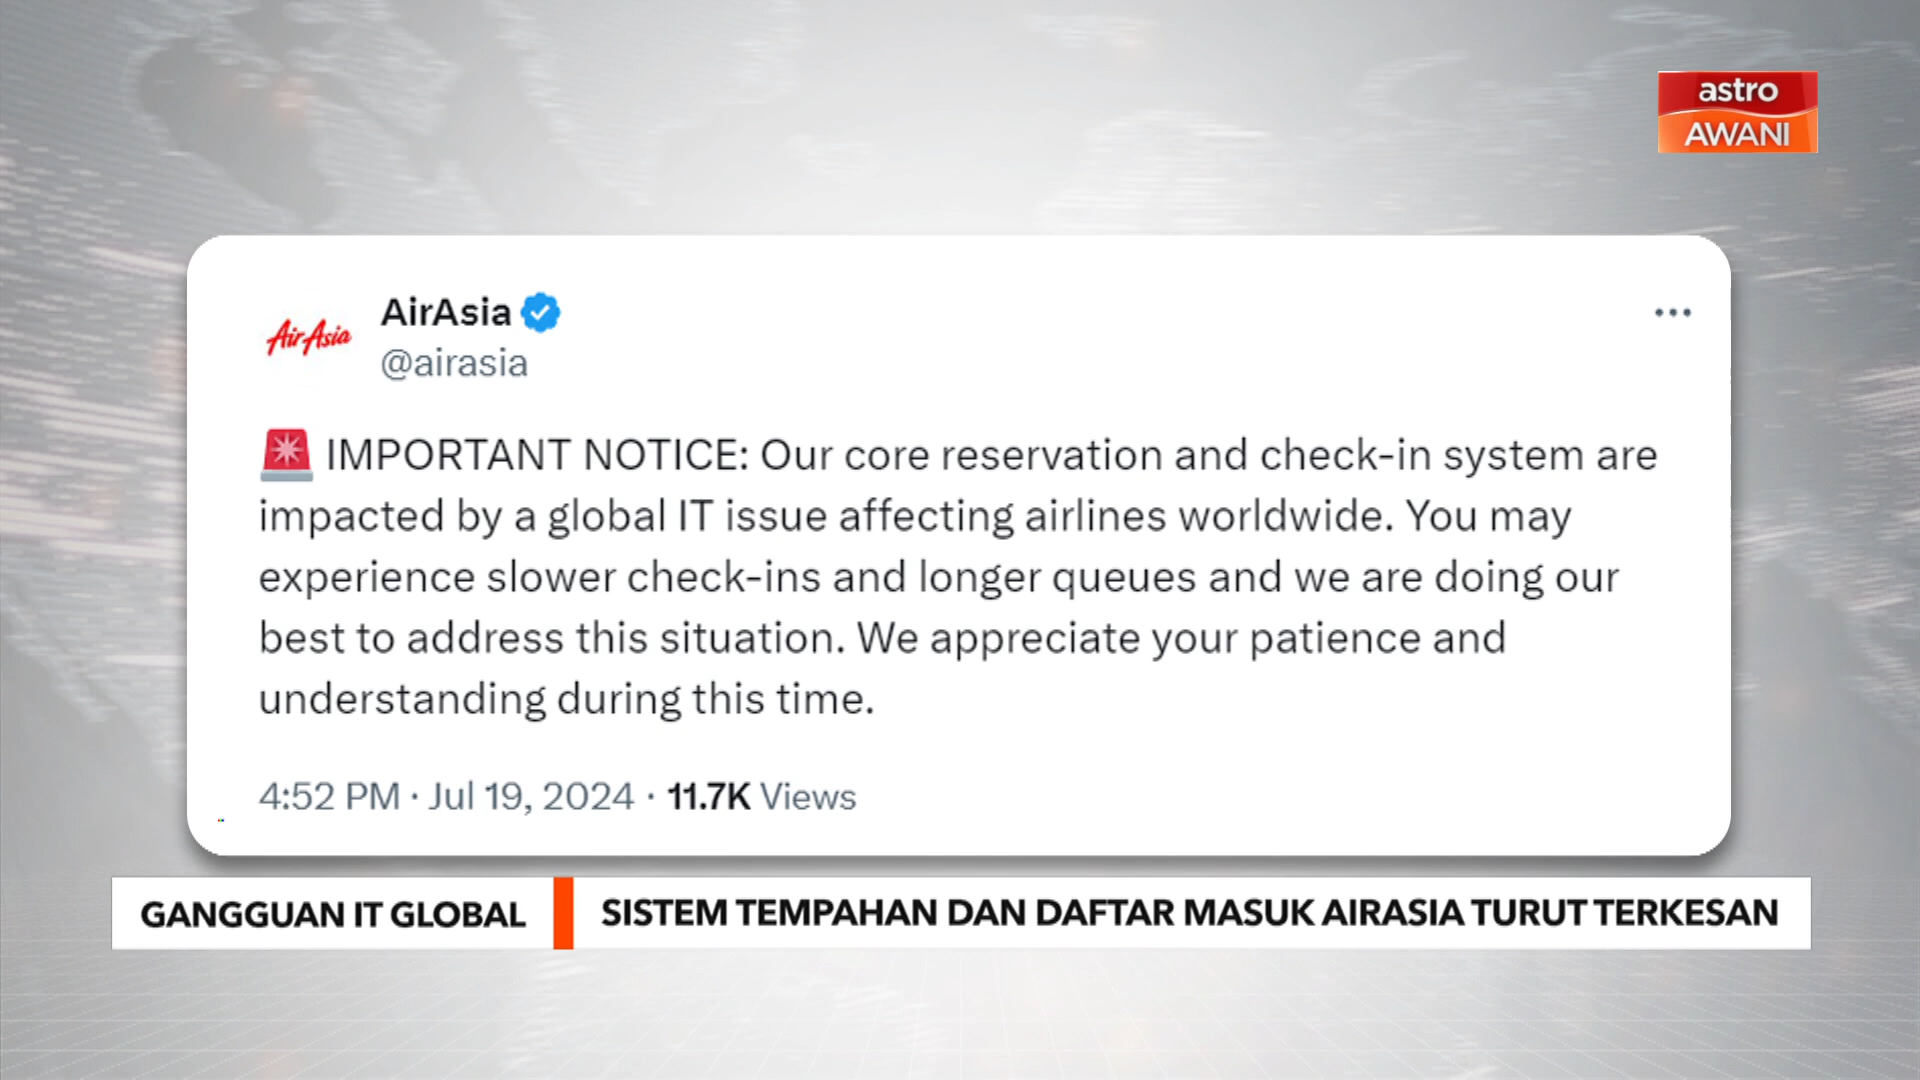 astro
AWANI
AirAsia
AirAsia
@airasia
🚨 IMPORTANT NOTICE: Our core reservation and check-in system are
impacted by a global IT issue affecting airlines worldwide. You may
experience slower check-ins and longer queues and we are doing our
best to address this situation. We appreciate your patience and
understanding during this time.
4:52 PM · Jul 19, 2024 · 11.7K Views
GANGGUAN IT GLOBAL
SISTEM TEMPAHAN DAN DAFTAR MASUK AIRASIA TURUT TERKESAN